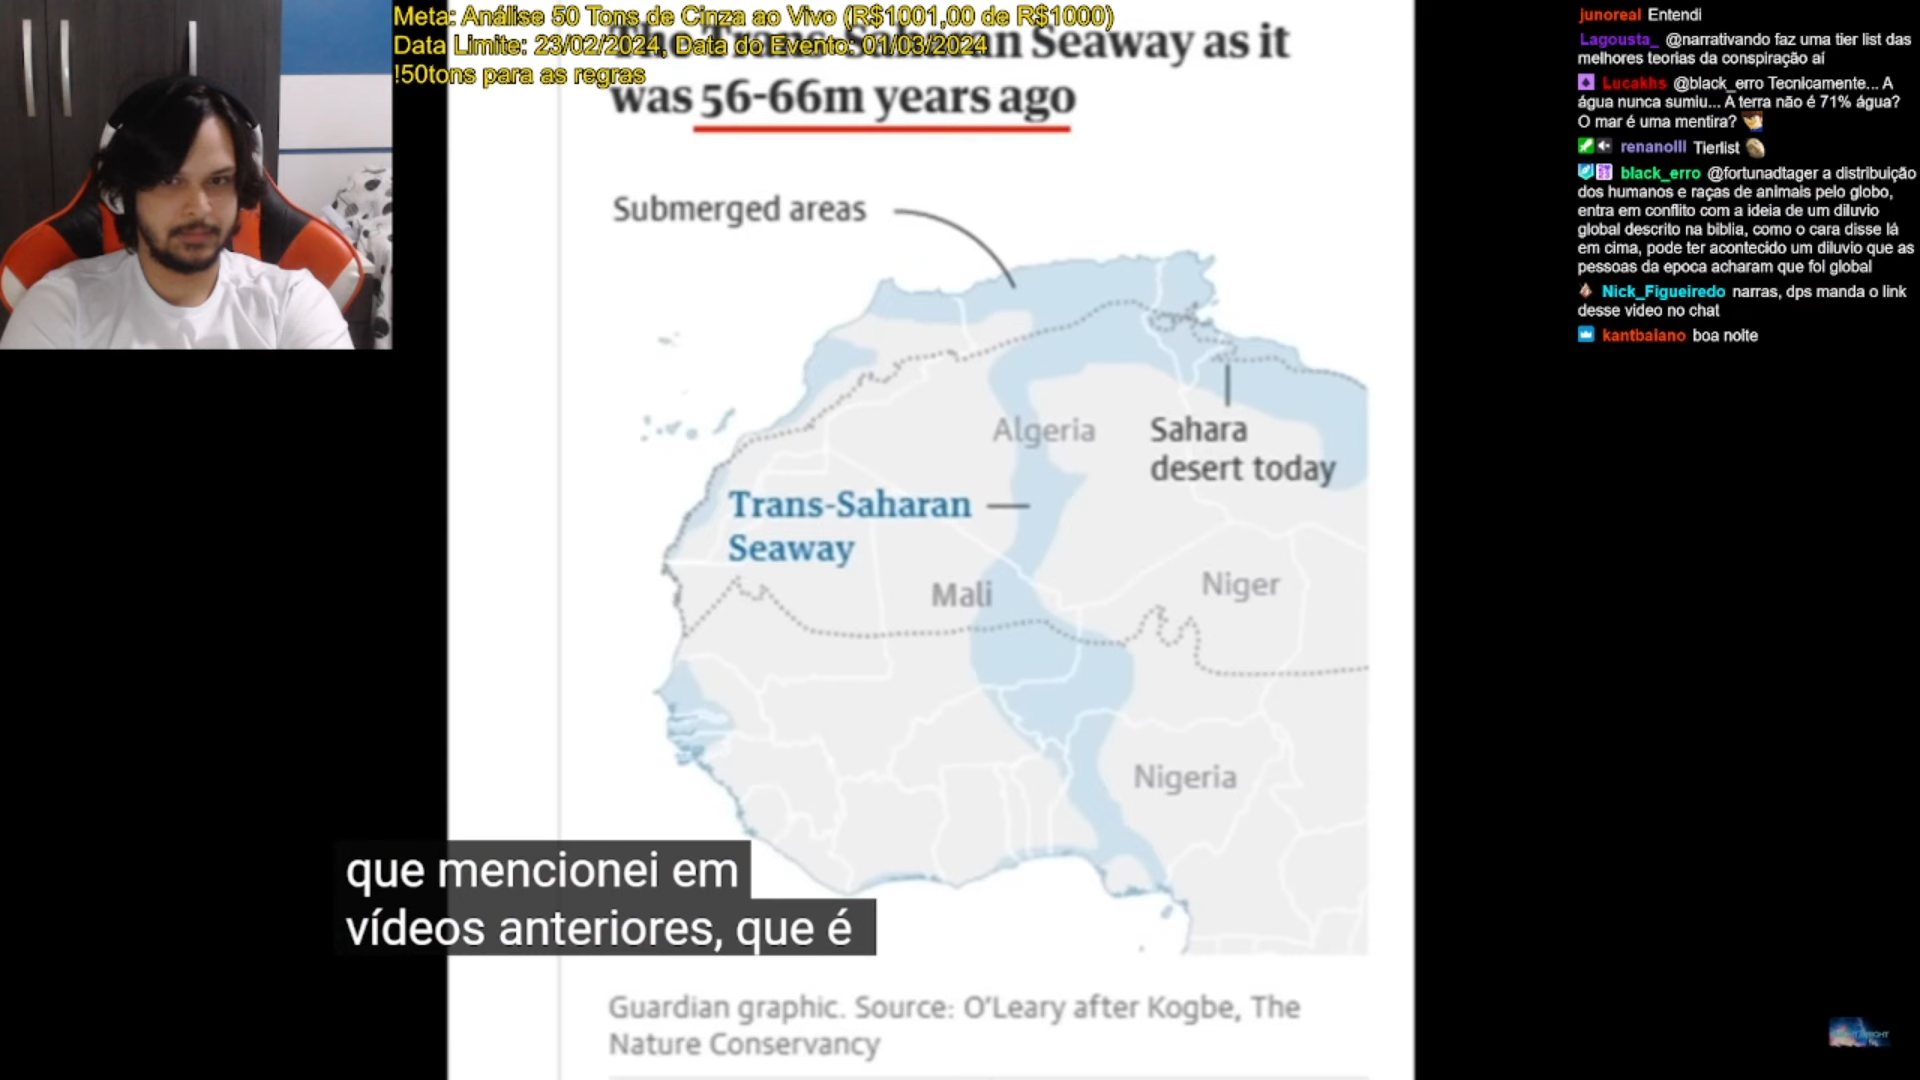 Meta: Análise 50 Tons de Cinza ao Vivo (R$1001,00 de R$1000)
Data Limite: 23/02/2024, Data do Evento: 01/03/2024
!50tons para as regras
The Trans-Saharan Seaway as it
was 56-66m years ago
Submerged areas
Algeria
Sahara
desert today
Trans-Saharan
Seaway
Mali
Niger
Nigeria
que mencionei em
vídeos anteriores, que é
Guardian graphic. Source: O’Leary after Kogbe, The
Nature Conservancy
junoreal Entendi
Lagousta_ @narrativando faz uma tier list das
melhores teorias da conspiração aí
Lucakhs @black_erro Tecnicamente... A
água nunca sumiu... A terra não é 71% água?
O mar é uma mentira?
renanolll Tierlist
black_erro @fortunadtager a distribuição
dos humanos e raças de animais pelo globo,
entra em conflito com a ideia de um diluvio
global descrito na biblia, como o cara disse lá
em cima, pode ter acontecido um diluvio que as
pessoas da epoca acharam que foi global
Nick_Figueiredo narras, dps manda o link
desse video no chat
kantbaiano boa noite